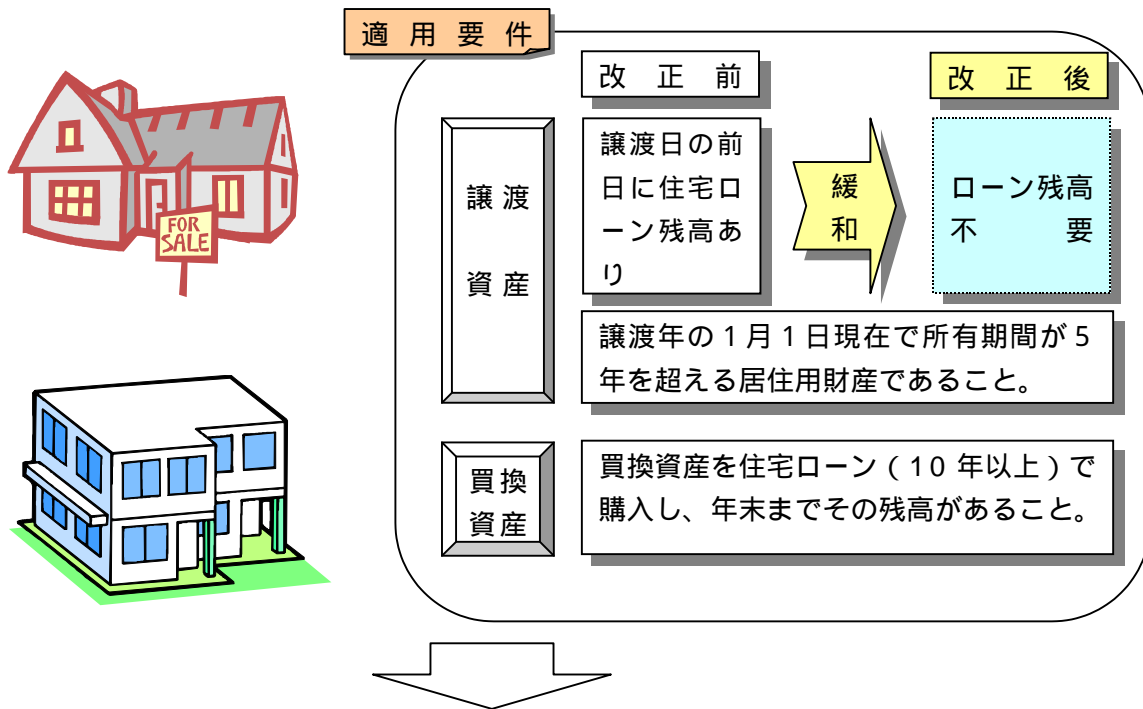 適用要件
改正前
改正後
譲渡
資産
譲渡日の前
日に住宅ロ
ーン残高あ
り
緩
和
ローン残高
不要
譲渡年の1月1日現在で所有期間が5
年を超える居住用財産であること。
買換
資産
買換資産を住宅ローン(10年以上)で
購入し、年末までその残高があること。
FOR
SALE